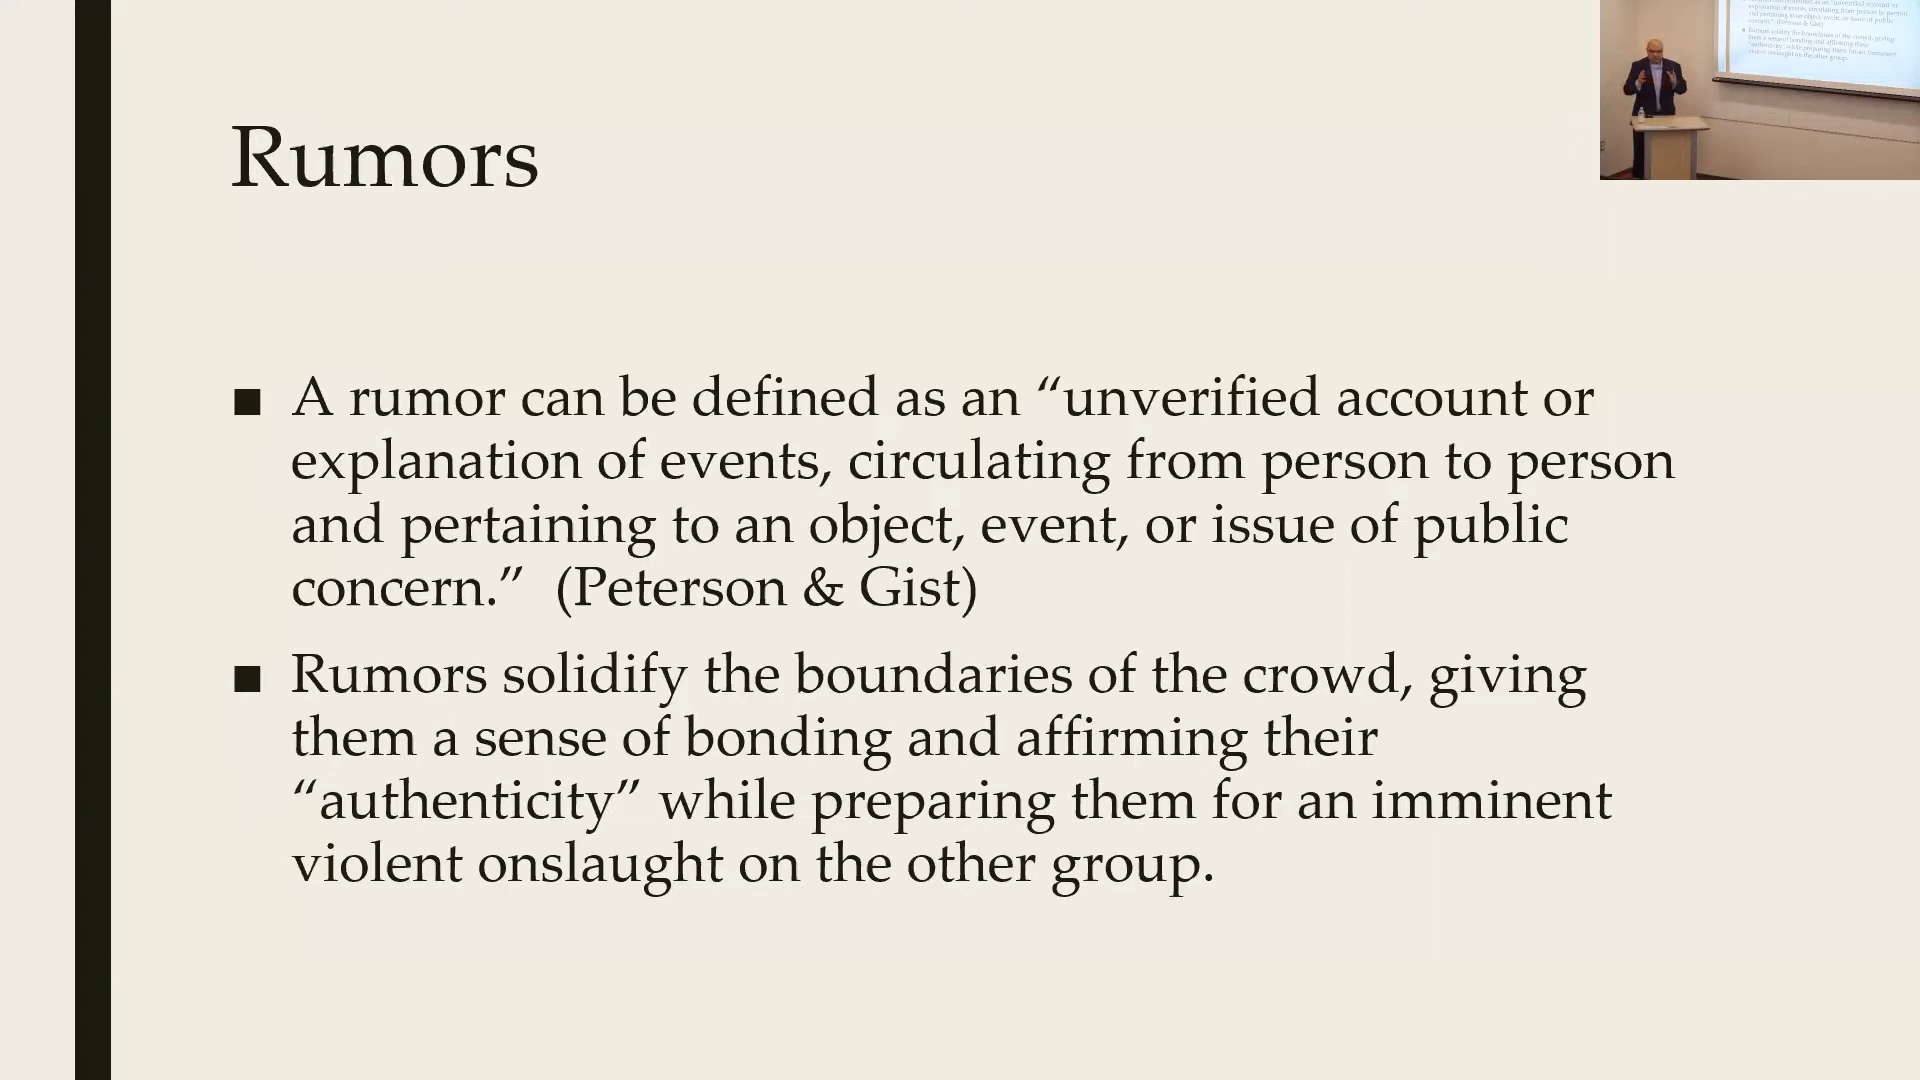 Rumors
■ A rumor can be defined as an “unverified account or
explanation of events, circulating from person to person
and pertaining to an object, event, or issue of public
concern.” (Peterson & Gist)
■ Rumors solidify the boundaries of the crowd, giving
them a sense of bonding and affirming their
“authenticity” while preparing them for an imminent
violent onslaught on the other group.